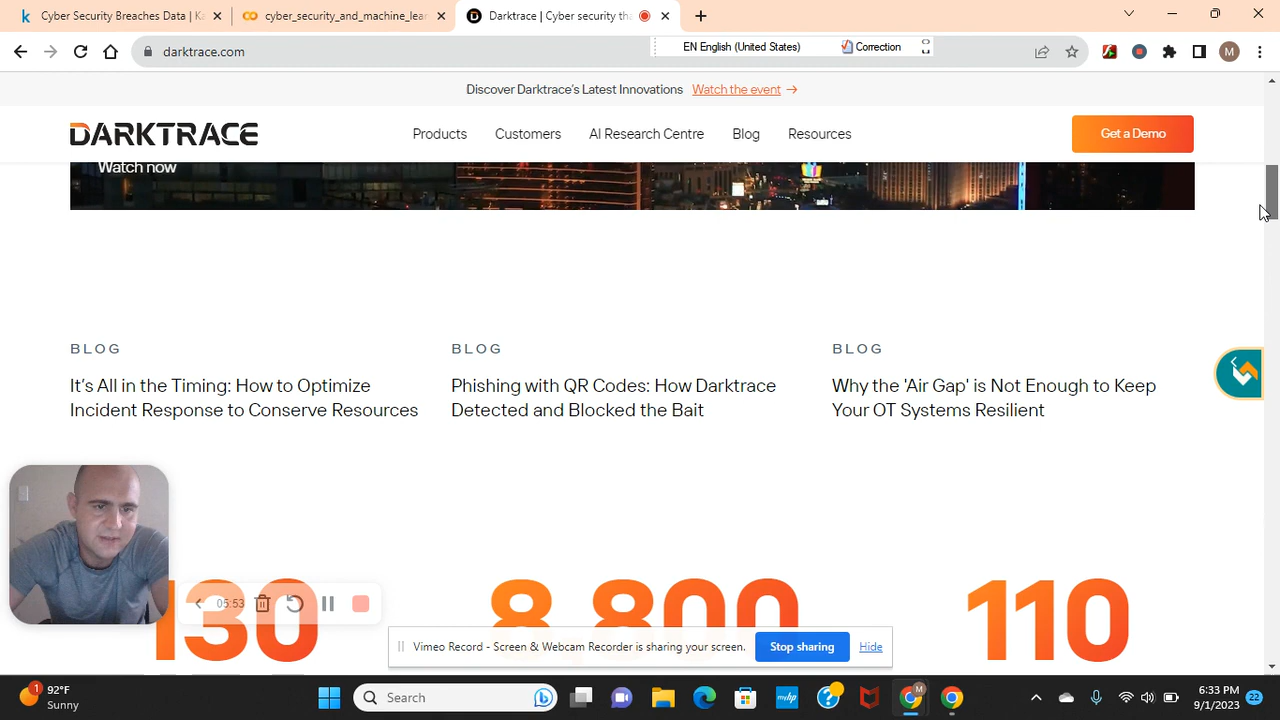 Cyber Security Breaches Data | Ka
cyber_security_and_machine_lear
Darktrace | Cyber security tha
darktrace.com
EN English (United States)
Correction
M
Discover Darktrace's Latest Innovations Watch the event →
DARKTRACE
Products
Customers
AI Research Centre
Blog
Resources
Get a Demo
Watch now
BLOG
It's All in the Timing: How to Optimize
Incident Response to Conserve Resources
BLOG
Phishing with QR Codes: How Darktrace
Detected and Blocked the Bait
BLOG
Why the 'Air Gap' is Not Enough to Keep
Your OT Systems Resilient
130
8,800
110
05:53
Vimeo Record - Screen & Webcam Recorder is sharing your screen.
Stop sharing
Hide
1
92°F
Sunny
Search
myhp
M
6:33 PM
9/1/2023
22